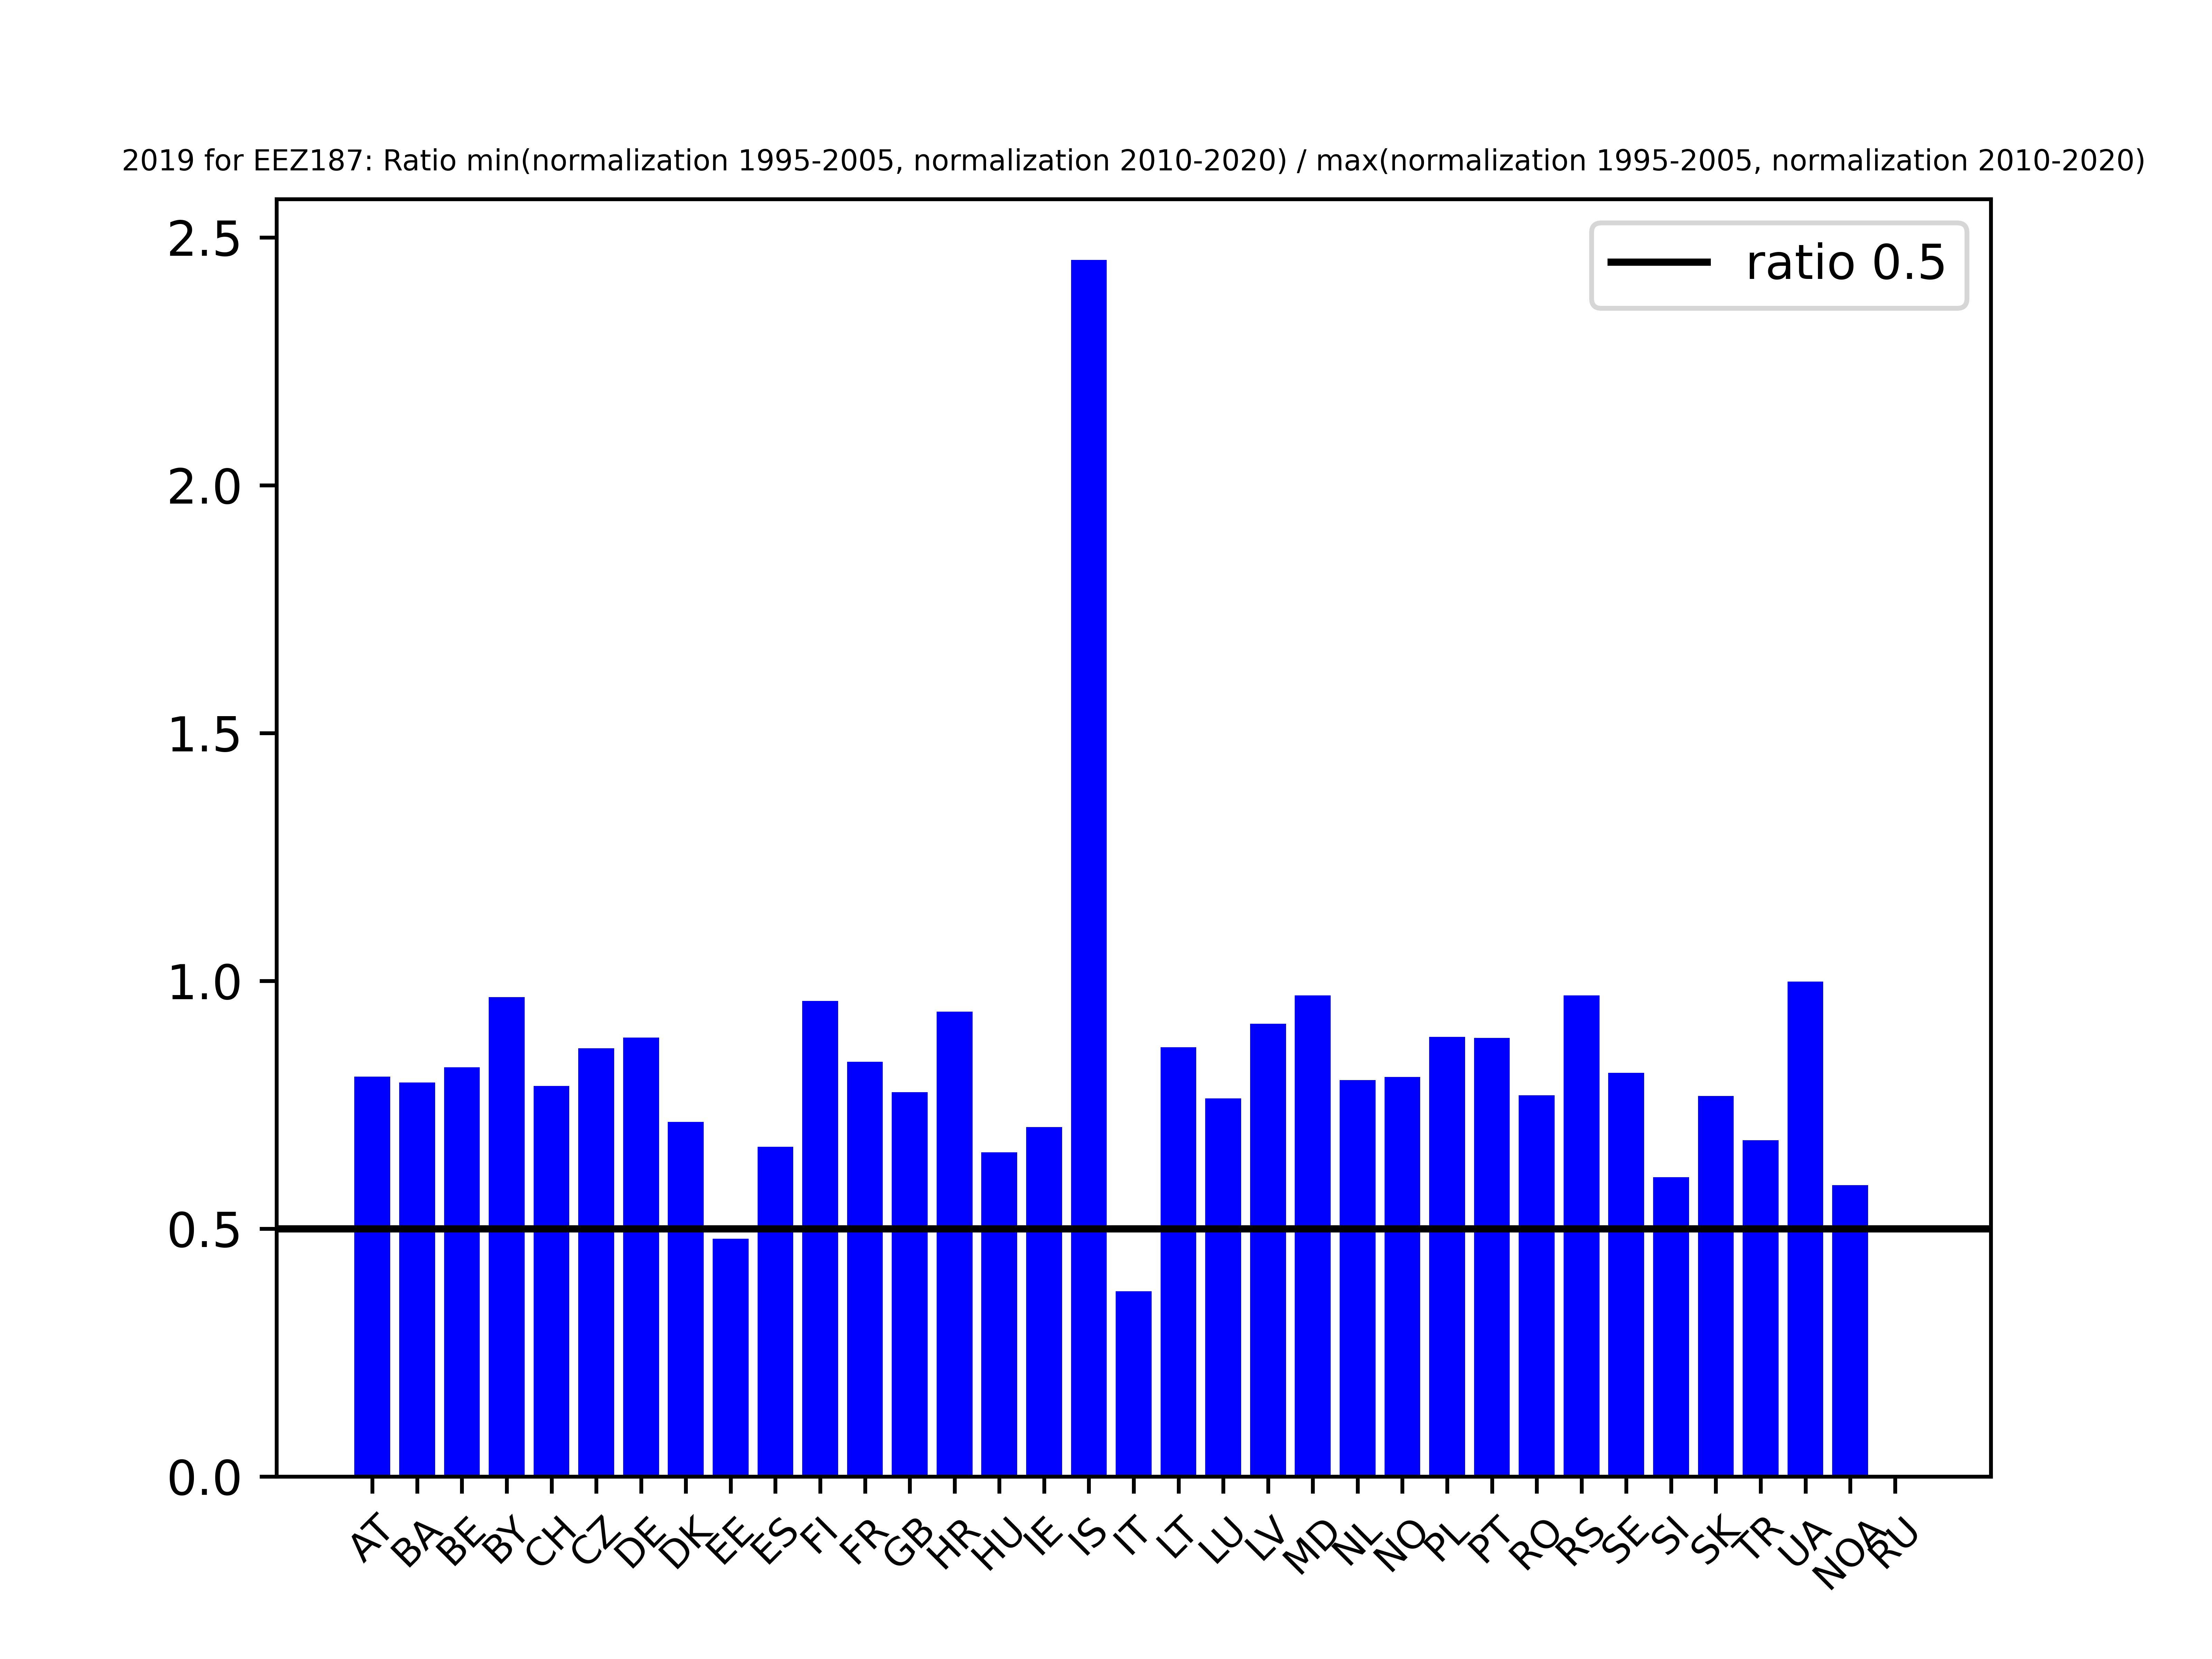 2019 for EEZ187: Ratio min(normalization 1995-2005, normalization 2010-2020) / max(normalization 1995-2005, normalization 2010-2020)
ratio 0.5
2.5
2.0
1.5
1.0
0.5
0.0
AT BA BE BY CH CZ DE DK EE ES FI FR GB HR HU IE IS IT LT LU LV MD NL NO PL PT RO RS SE SI SK TR UA NOA RU